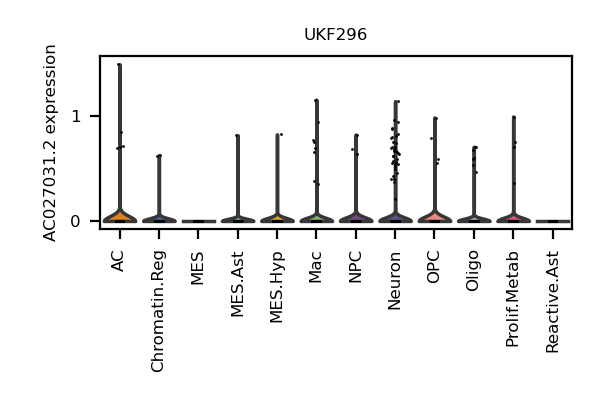 UKF296
AC027031.2 expression
1
0
AC
Chromatin.Reg
MES
MES.Ast
MES.Hyp
Mac
NPC
Neuron
OPC
Oligo
Prolif.Metab
Reactive.Ast